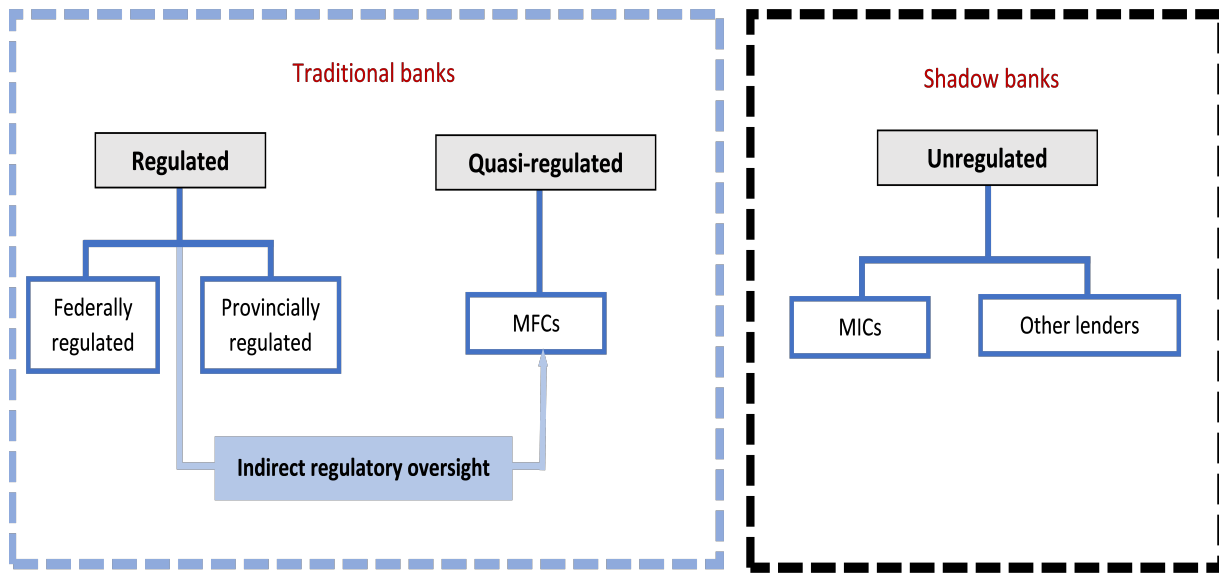 Traditional banks
Regulated
Quasi-regulated
Federally
regulated
Provincially
regulated
MFCs
Indirect regulatory oversight
Shadow banks
Unregulated
MICs
Other lenders